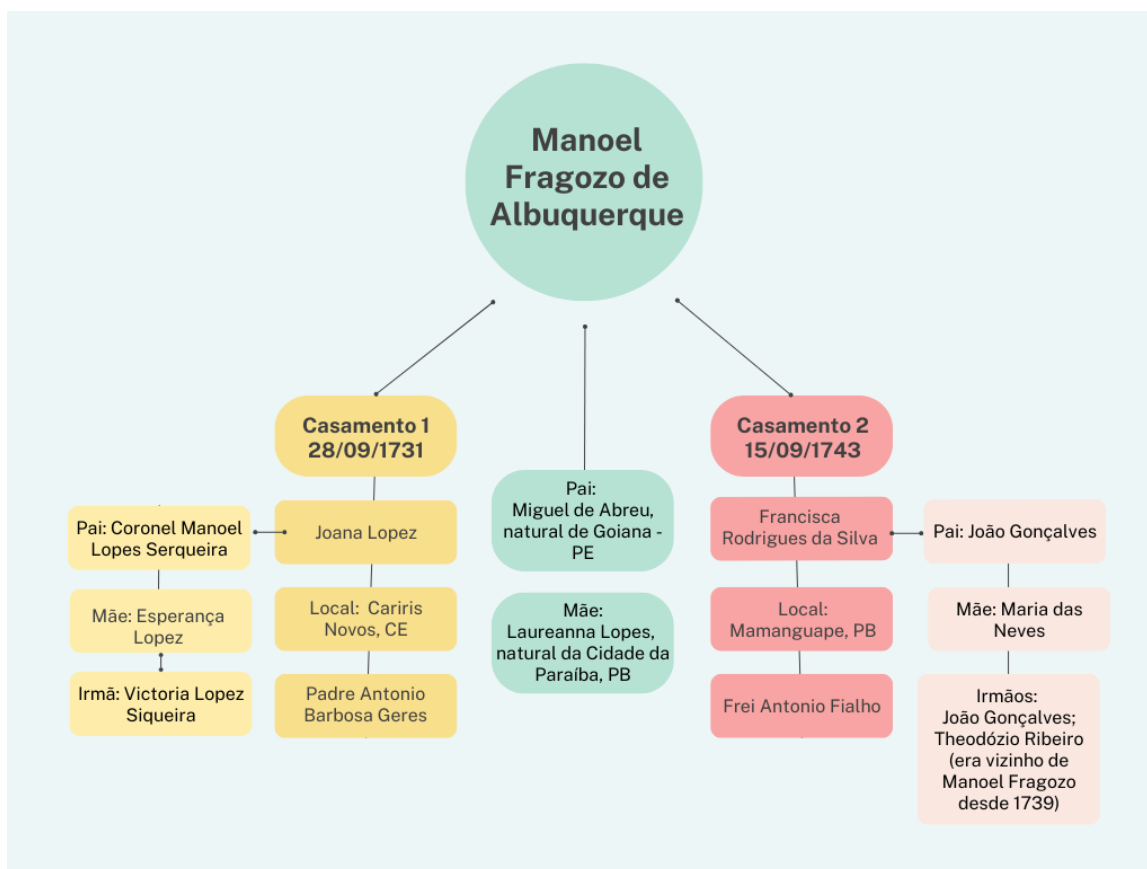 Manoel
Fragozo de
Albuquerque
Casamento 1
28/09/1731
Joana Lopez
Local: Cariris
Novos, CE
Padre Antonio
Barbosa Geres
Pai: Coronel Manoel
Lopes Serqueira
Mãe: Esperança
Lopez
Irmã: Victoria Lopez
Siqueira
Pai:
Miguel de Abreu,
natural de Goiana -
PE
Mãe:
Laureanna Lopes,
natural da Cidade da
Paraíba, PB
Casamento 2
15/09/1743
Francisca
Rodrigues da Silva
Local:
Mamanguape, PB
Frei Antonio Fialho
Pai: João Gonçalves
Mãe: Maria das
Neves
Irmãos:
João Gonçalves;
Theodózio Ribeiro
(era vizinho de
Manoel Fragozo
desde 1739)